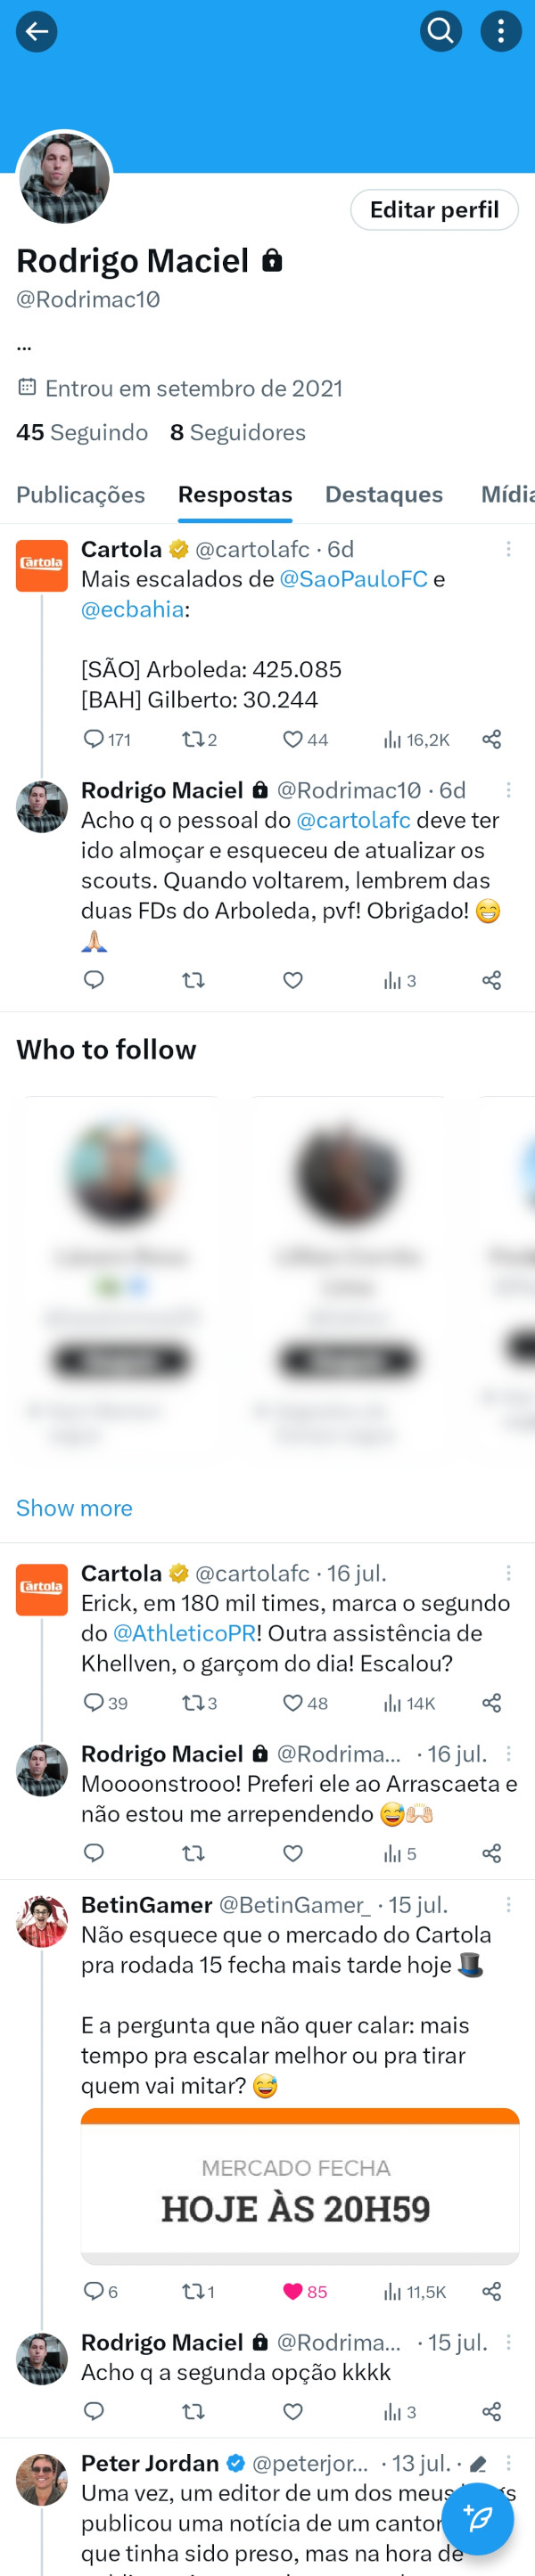 Editar perfil
Rodrigo Maciel
@Rodrimac10
...
Entrou em setembro de 2021
45 Seguindo 8 Seguidores
Publicações Respostas Destaques Mídia
Cartola
Cartola @cartolafc · 6d
Mais escalados de @SaoPauloFC e
@ecbahia:
[SÃO] Arboleda: 425.085
[BAH] Gilberto: 30.244
171 2 44 16,2K
Rodrigo Maciel @Rodrimac10 · 6d
Acho q o pessoal do @cartolafc deve ter
ido almoçar e esqueceu de atualizar os
scouts. Quando voltarem, lembrem das
duas FDs do Arboleda, pvf! Obrigado! 😁
🙏🏻
3
Who to follow
Show more
Cartola
Cartola @cartolafc · 16 jul.
Erick, em 180 mil times, marca o segundo
do @AthleticoPR! Outra assistência de
Khellven, o garçom do dia! Escalou?
39 3 48 14K
Rodrigo Maciel @Rodrima... · 16 jul.
Moooonstrooo! Preferi ele ao Arrascaeta e
não estou me arrependendo 😅🙌🏻
5
BetinGamer @BetinGamer_ · 15 jul.
Não esquece que o mercado do Cartola
pra rodada 15 fecha mais tarde hoje 🎩
E a pergunta que não quer calar: mais
tempo pra escalar melhor ou pra tirar
quem vai mitar? 😅
MERCADO FECHA
HOJE ÀS 20H59
6 1 85 11,5K
Rodrigo Maciel @Rodrima... · 15 jul.
Acho q a segunda opção kkkk
3
Peter Jordan @peterjor... · 13 jul. ·
Uma vez, um editor de um dos meus
publicou uma notícia de um cantor
que tinha sido preso, mas na hora de